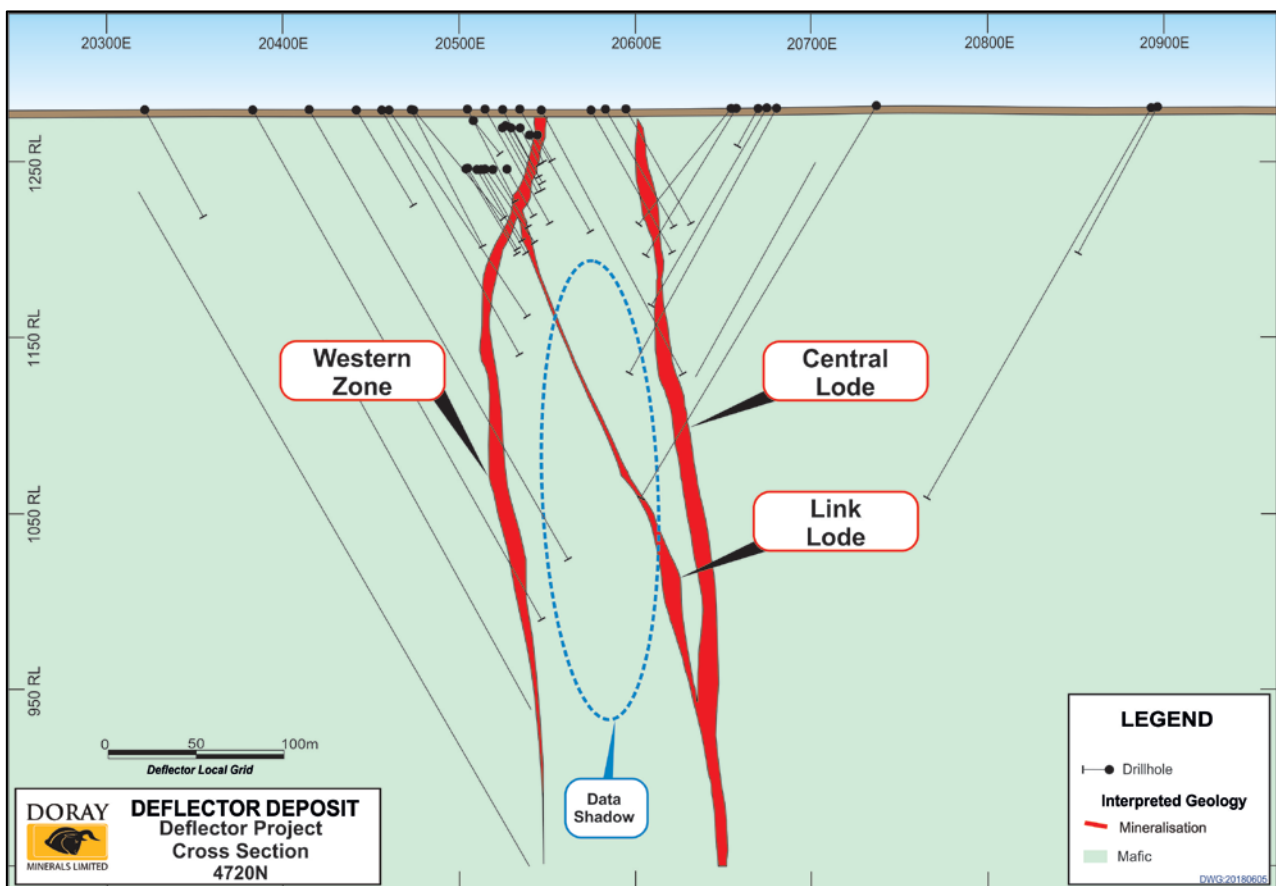 20300E
20400E
20500E
20600E
20700E
20800E
20900E
1250 RL
1150 RL
1050 RL
950 RL
Western
Zone
Central
Lode
Link
Lode
Data
Shadow
0 50 100m
Deflector Local Grid
DORAY
MINERALS LIMITED
DEFLECTOR DEPOSIT
Deflector Project
Cross Section
4720N
LEGEND
Drillhole
Interpreted Geology
Mineralisation
Mafic
DWG:20180605